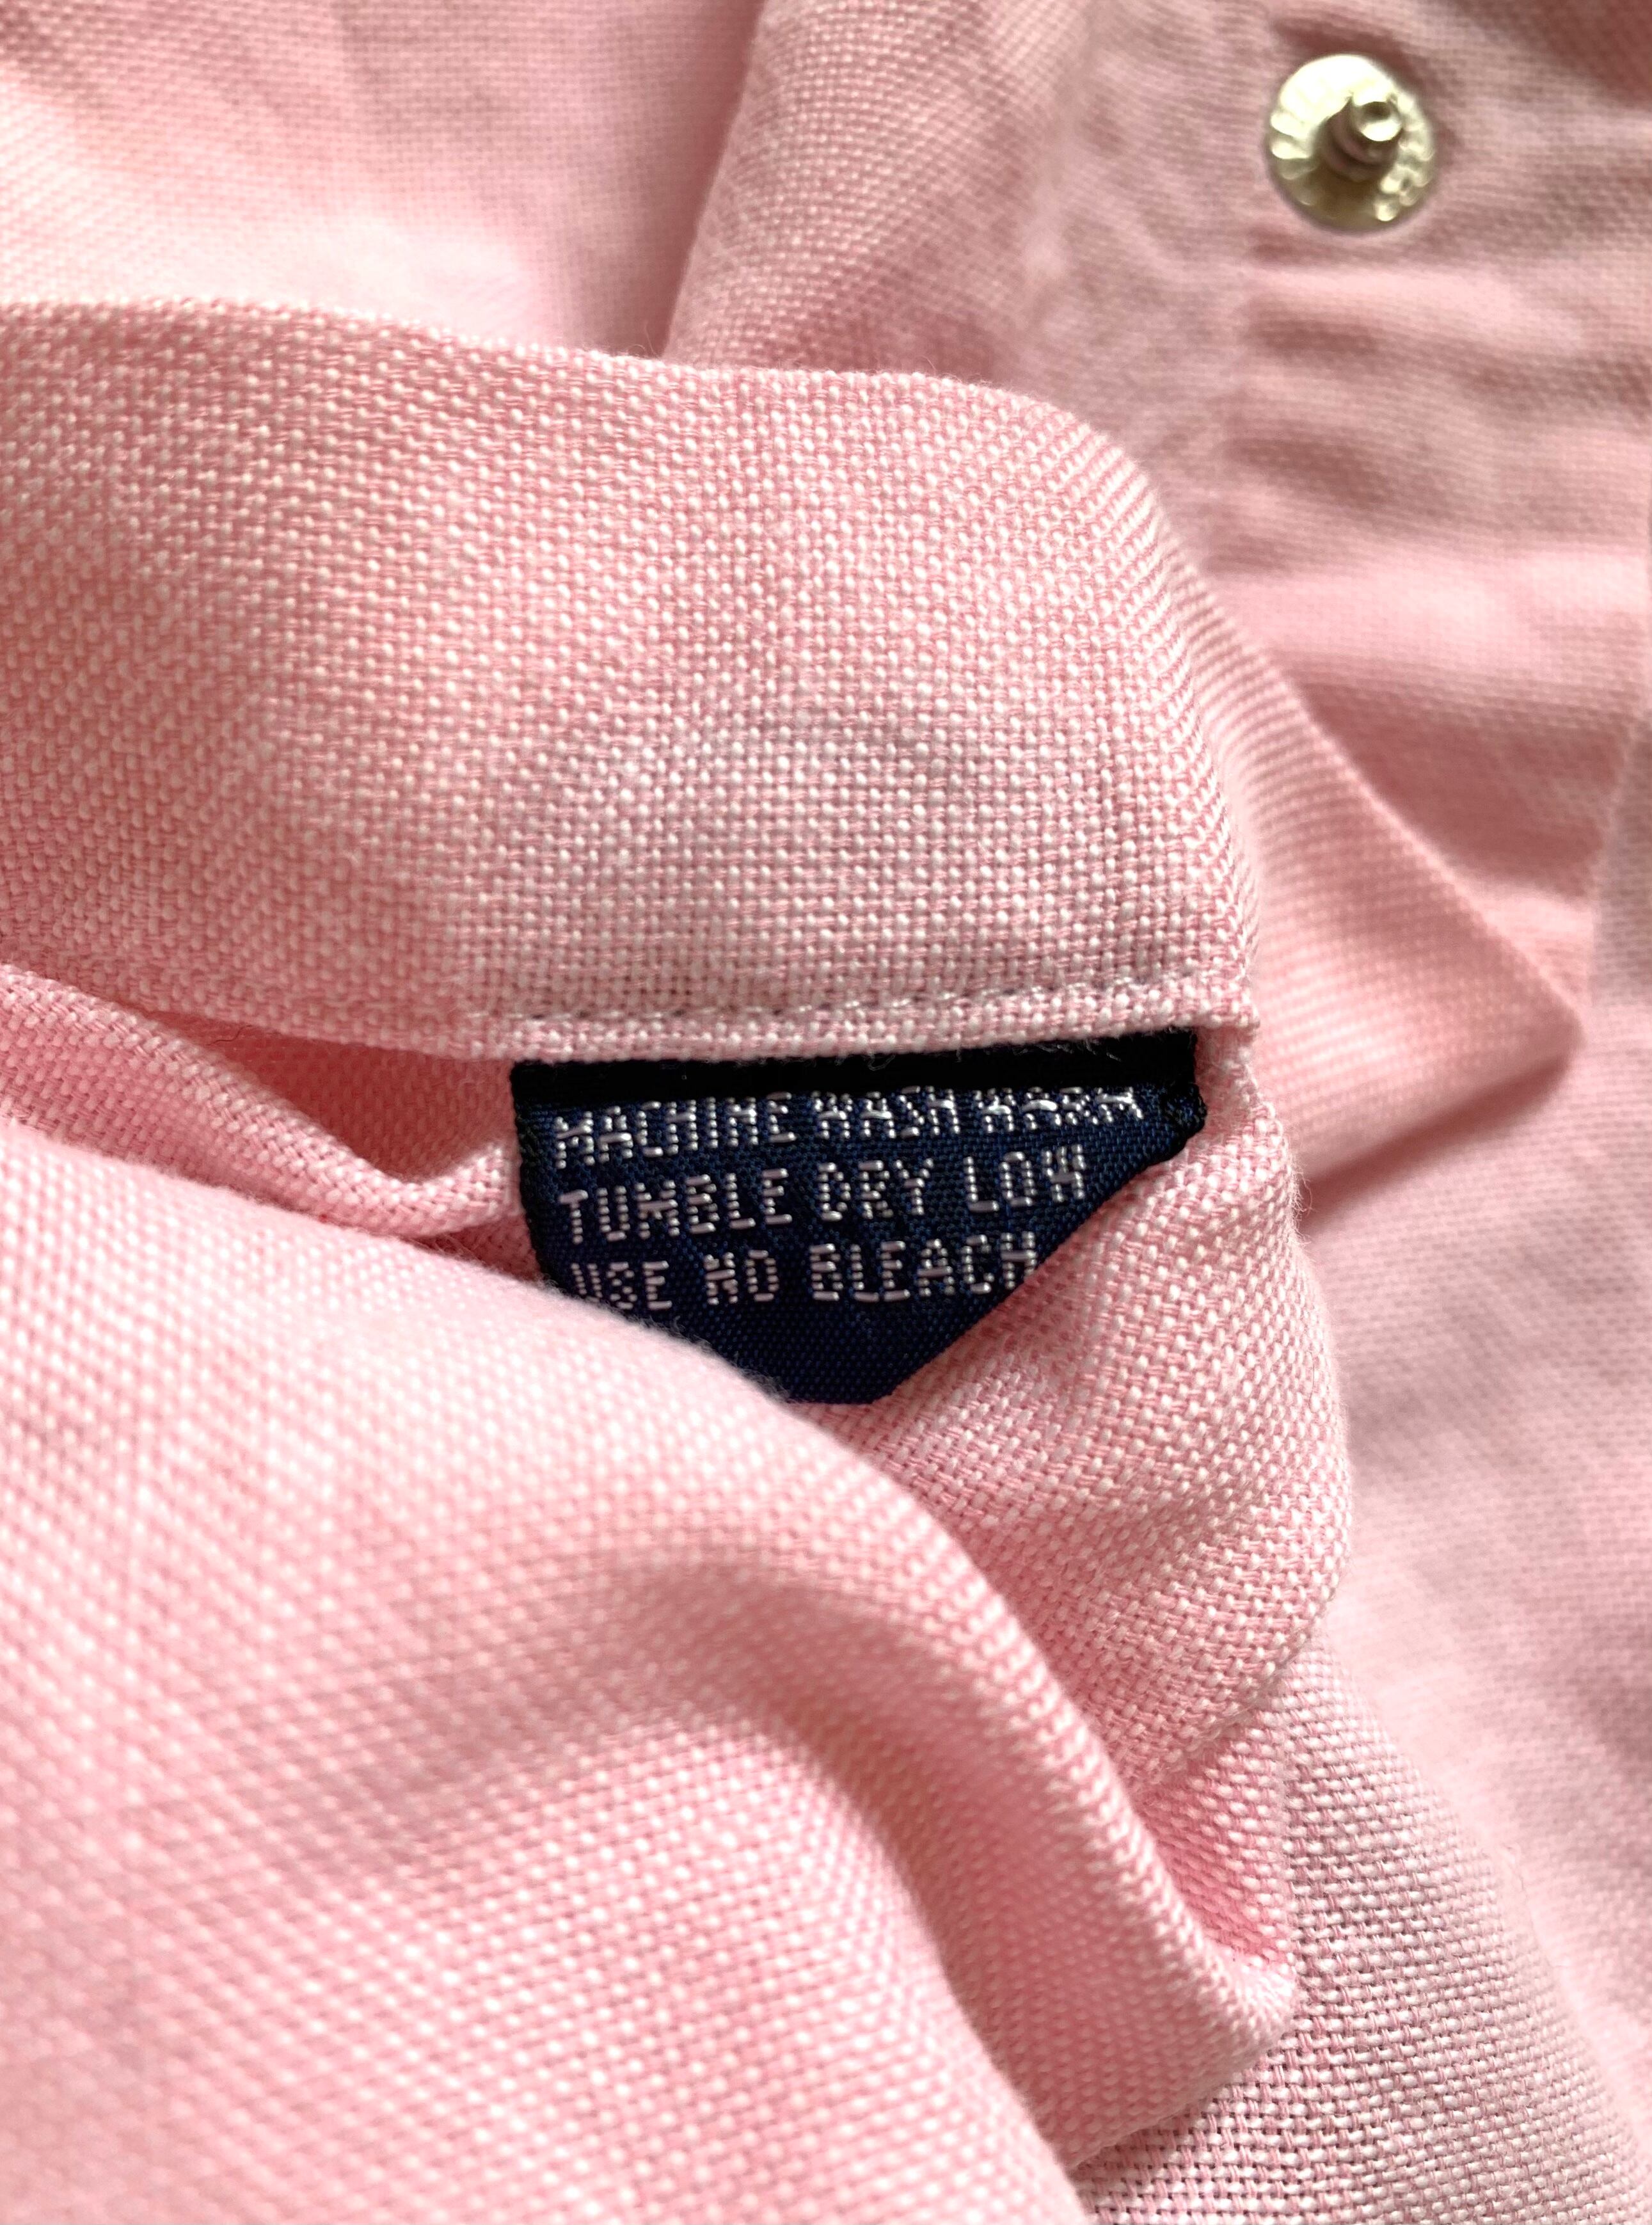 MACHINE WASH WARM
TUMBLE DRY LOW
USE NO BLEACH